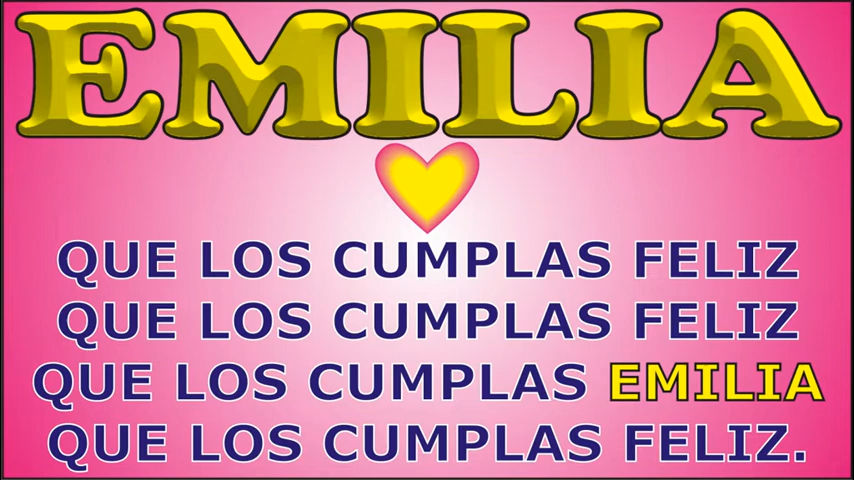 EMILIA
QUE LOS CUMPLAS FELIZ
QUE LOS CUMPLAS FELIZ
QUE LOS CUMPLAS EMILIA
QUE LOS CUMPLAS FELIZ.